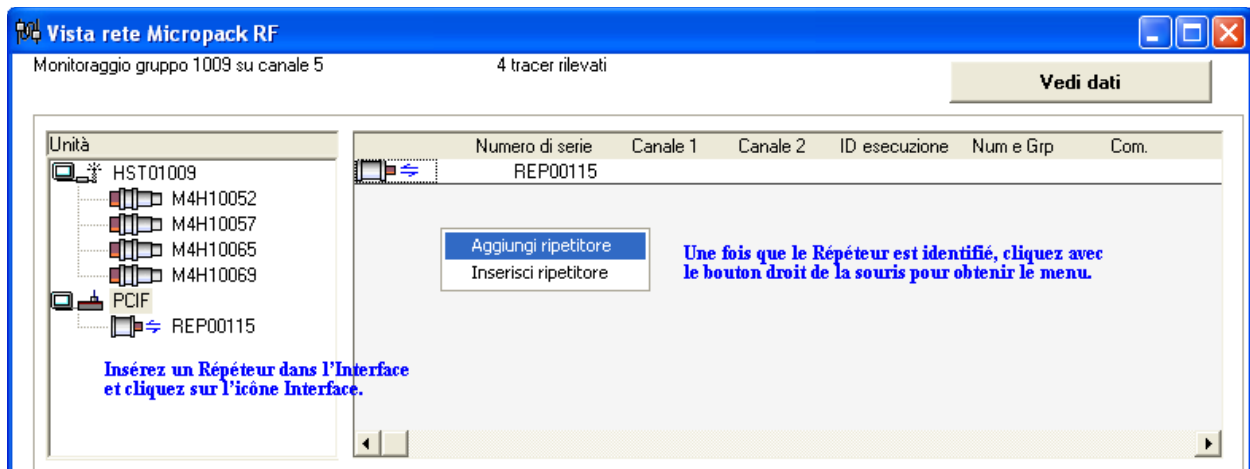 Vista rete Micropack RF
Monitoraggio gruppo 1009 su canale 5 4 tracer rilevati
Vedi dati
Unità
HST01009
M4H10052
M4H10057
M4H10065
M4H10069
PCIF
REP00115
Insérez un Répéteur dans l'Interface
et cliquez sur l'icône Interface.
Numero di serie Canale 1 Canale 2 ID esecuzione Num e Grp Com.
REP00115
Aggiungi ripetitore
Inserisci ripetitore
Une fois que le Répéteur est identifié, cliquez avec
le bouton droit de la souris pour obtenir le menu.